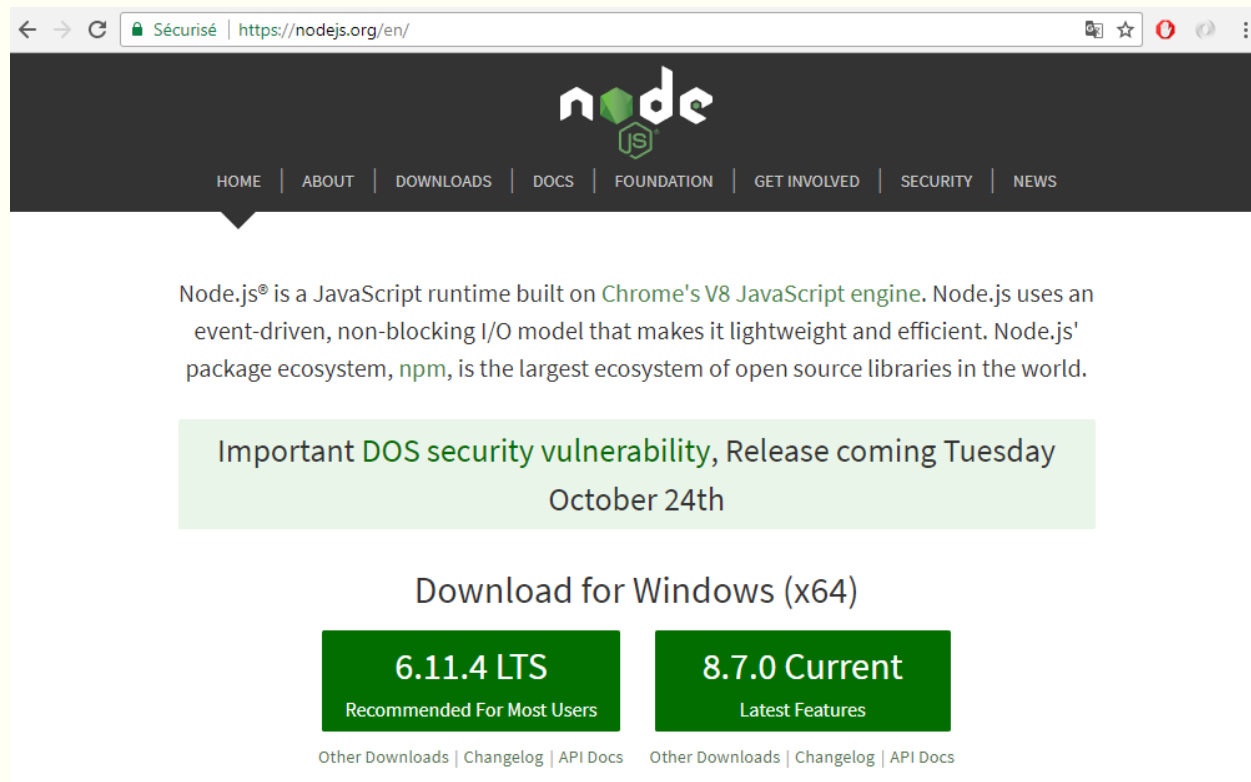 Sécurisé | https://nodejs.org/en/
node
JS
HOME | ABOUT | DOWNLOADS | DOCS | FOUNDATION | GET INVOLVED | SECURITY | NEWS
Node.js® is a JavaScript runtime built on Chrome's V8 JavaScript engine. Node.js uses an
event-driven, non-blocking I/O model that makes it lightweight and efficient. Node.js'
package ecosystem, npm, is the largest ecosystem of open source libraries in the world.
Important DOS security vulnerability, Release coming Tuesday
October 24th
Download for Windows (x64)
6.11.4 LTS
Recommended For Most Users
8.7.0 Current
Latest Features
Other Downloads | Changelog | API Docs
Other Downloads | Changelog | API Docs